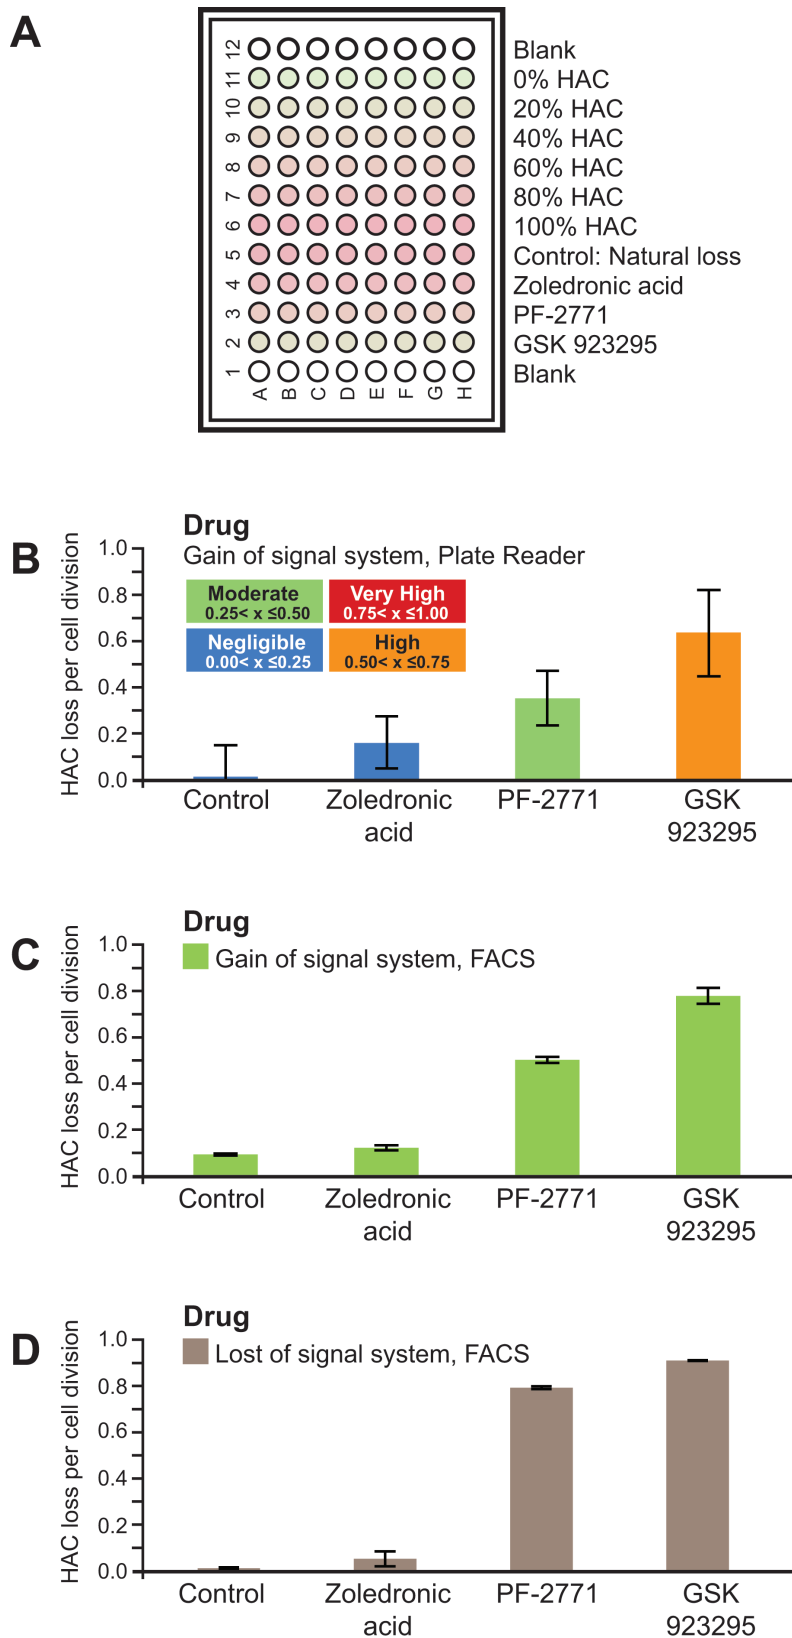 A
12 Blank
11 0% HAC
10 20% HAC
9 40% HAC
8 60% HAC
7 80% HAC
6 100% HAC
5 Control: Natural loss
4 Zoledronic acid
3 PF-2771
2 GSK 923295
1 Blank
A B C D E F G H
B
Drug
Gain of signal system, Plate Reader
Moderate
0.25< x ≤0.50
Very High
0.75< x ≤1.00
Negligible
0.00< x ≤0.25
High
0.50< x ≤0.75
HAC loss per cell division
1.0
0.8
0.6
0.4
0.2
0.0
Control
Zoledronic
acid
PF-2771
GSK
923295
C
Drug
Gain of signal system, FACS
HAC loss per cell division
1.0
0.8
0.6
0.4
0.2
0.0
Control
Zoledronic
acid
PF-2771
GSK
923295
D
Drug
Lost of signal system, FACS
HAC loss per cell division
1.0
0.8
0.6
0.4
0.2
0.0
Control
Zoledronic
acid
PF-2771
GSK
923295